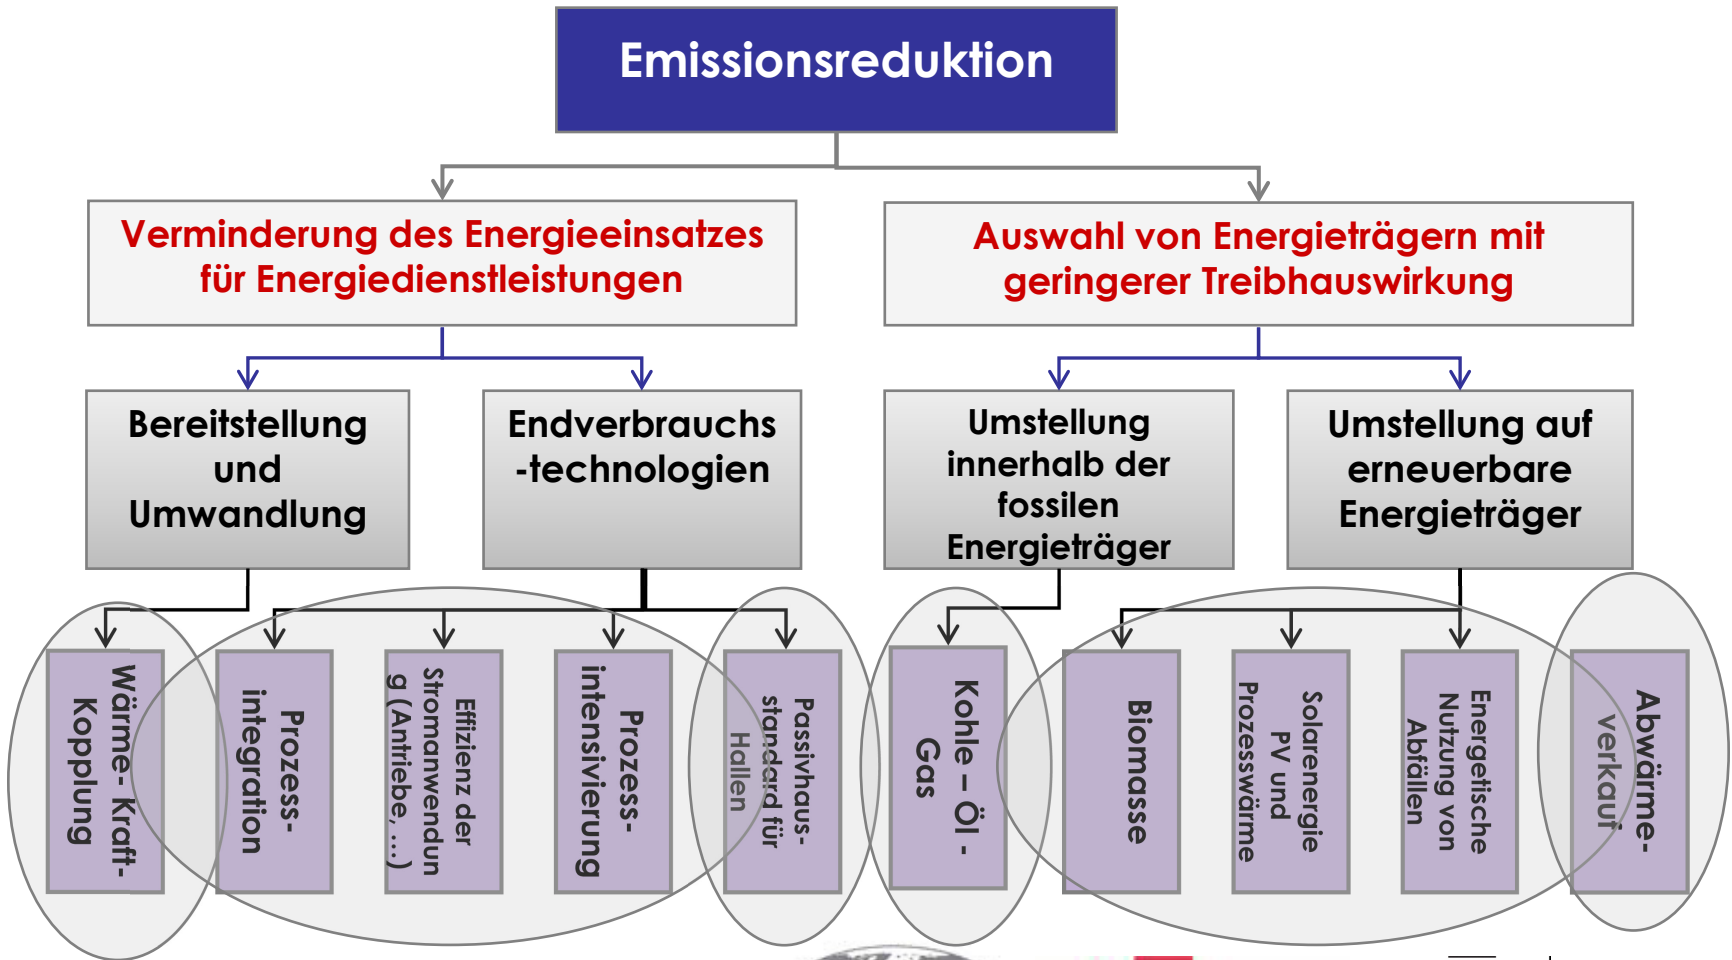 Emissionsreduktion
Verminderung des Energieeinsatzes
für Energiedienstleistungen
Auswahl von Energieträgern mit
geringerer Treibhauswirkung
Bereitstellung
und
Umwandlung
Endverbrauchs
-technologien
Umstellung
innerhalb der
fossilen
Energieträger
Umstellung auf
erneuerbare
Energieträger
Wärme- Kraft-
Kopplung
Prozess-
integration
Effizienz der
Stromanwendun
g (Antriebe, ...)
Prozess-
intensivierung
Passivhaus-
standard für
Hallen
Kohle – Öl -
Gas
Biomasse
Solarenergie
PV und
Prozesswärme
Energetische
Nutzung von
Abfällen
Abwärme-
verkauf